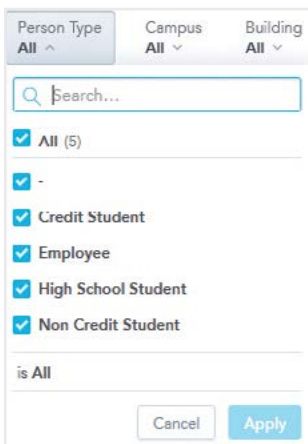 Person Type Campus Building
All All All
Search...
All (5)
-
Credit Student
Employee
High School Student
Non Credit Student
is All
Cancel Apply